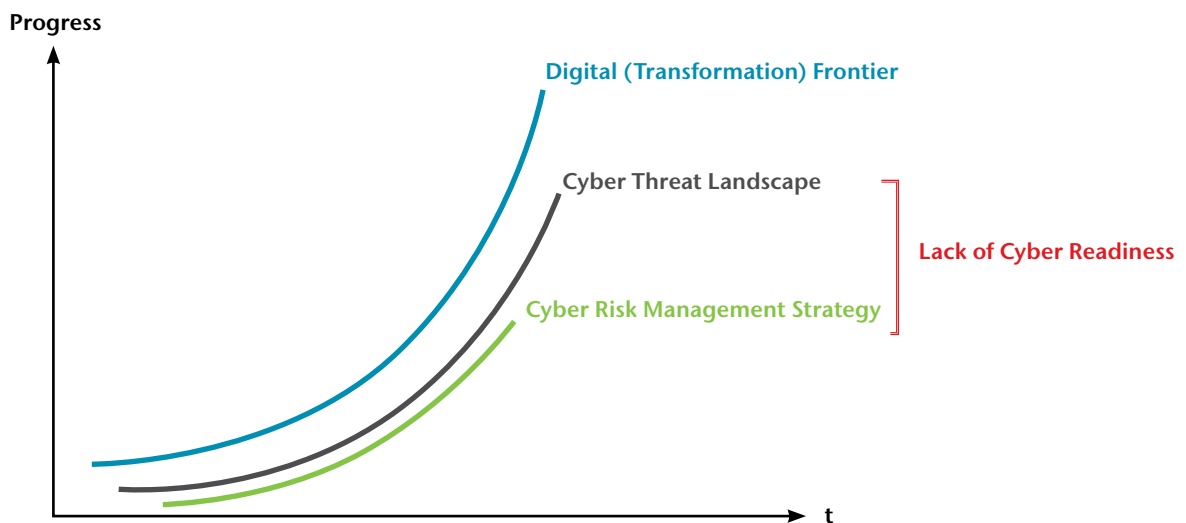 Progress
Digital (Transformation) Frontier
Cyber Threat Landscape
Lack of Cyber Readiness
Cyber Risk Management Strategy
t